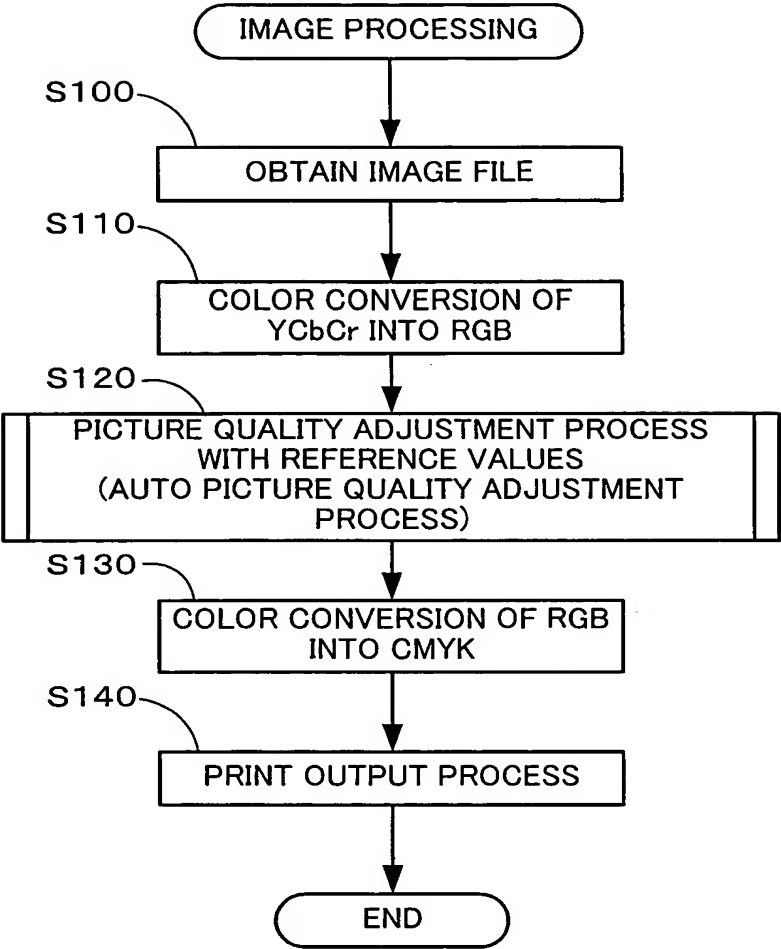 IMAGE PROCESSING
S100
OBTAIN IMAGE FILE
S110
COLOR CONVERSION OF
YCbCr INTO RGB
S120
PICTURE QUALITY ADJUSTMENT PROCESS
WITH REFERENCE VALUES
(AUTO PICTURE QUALITY ADJUSTMENT
PROCESS)
S130
COLOR CONVERSION OF RGB
INTO CMYK
S140
PRINT OUTPUT PROCESS
END